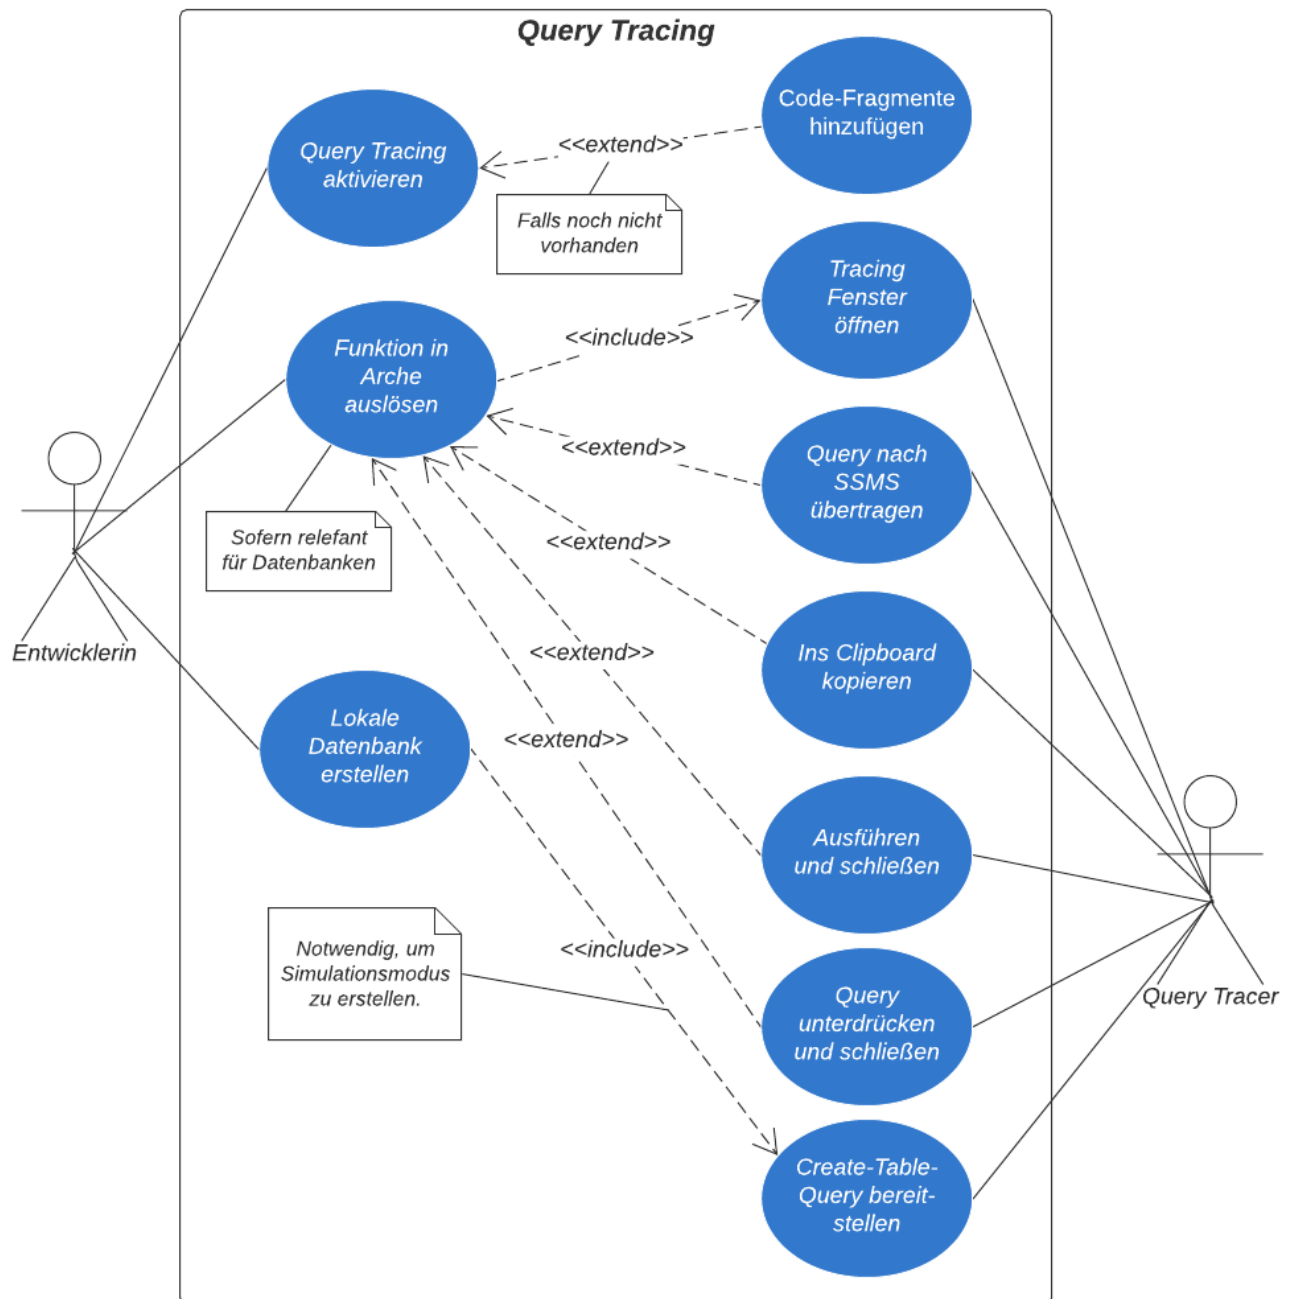 Query Tracing
Code-Fragmente
hinzufügen
Query Tracing
aktivieren
<<extend>>
Falls noch nicht
vorhanden
Tracing
Fenster
öffnen
Funktion in
Arche
auslösen
<<include>>
<<extend>>
Query nach
SSMS
übertragen
Sofern relefant
für Datenbanken
<<extend>>
Entwicklerin
<<extend>>
Ins Clipboard
kopieren
Lokale
Datenbank
erstellen
<<extend>>
Ausführen
und schließen
Notwendig, um
Simulationsmodus
zu erstellen.
<<include>>
Query
unterdrücken
und schließen
Query Tracer
Create-Table-
Query bereit-
stellen